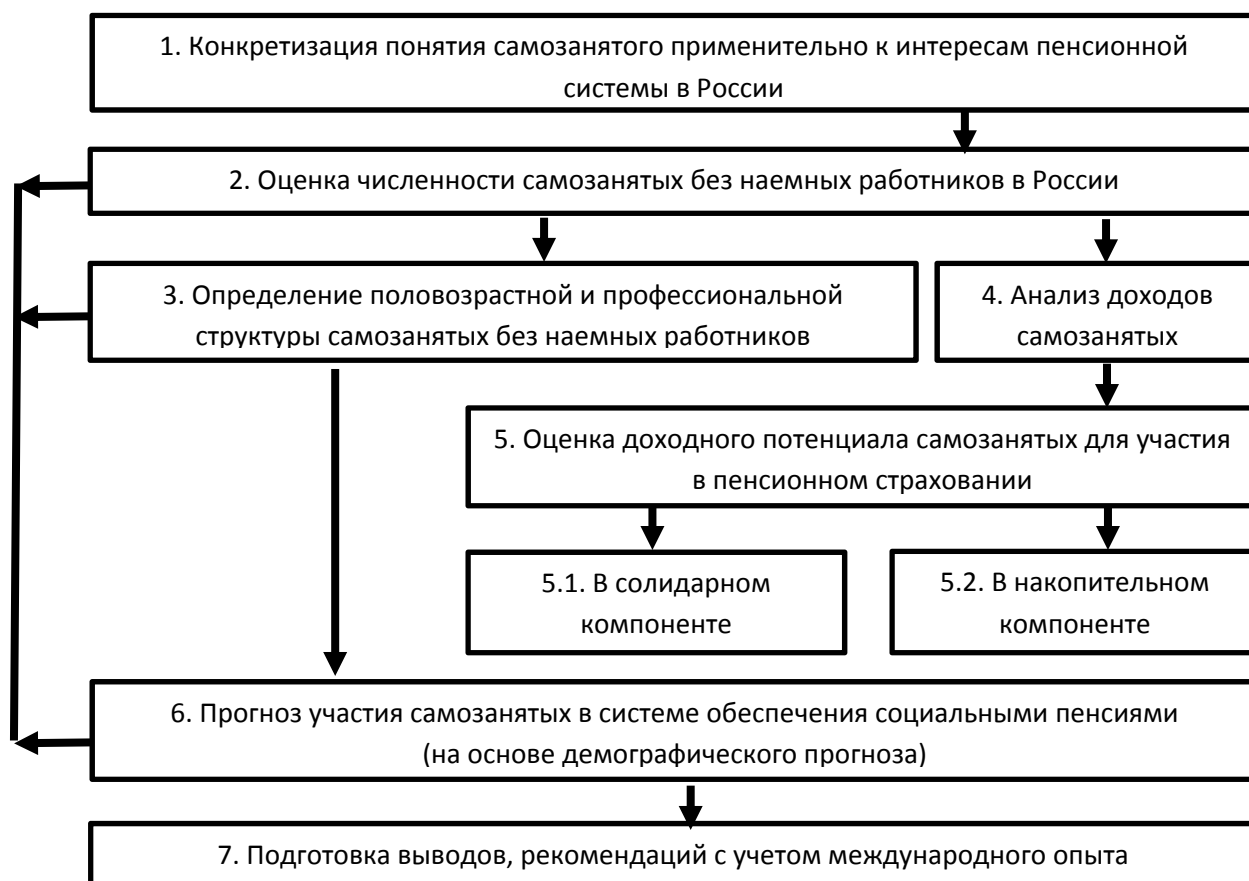 1. Конкретизация понятия самозанятого применительно к интересам пенсионной
системы в России
2. Оценка численности самозанятых без наемных работников в России
3. Определение половозрастной и профессиональной
структуры самозанятых без наемных работников
4. Анализ доходов
самозанятых
5. Оценка доходного потенциала самозанятых для участия
в пенсионном страховании
5.1. В солидарном
компоненте
5.2. В накопительном
компоненте
6. Прогноз участия самозанятых в системе обеспечения социальными пенсиями
(на основе демографического прогноза)
7. Подготовка выводов, рекомендаций с учетом международного опыта